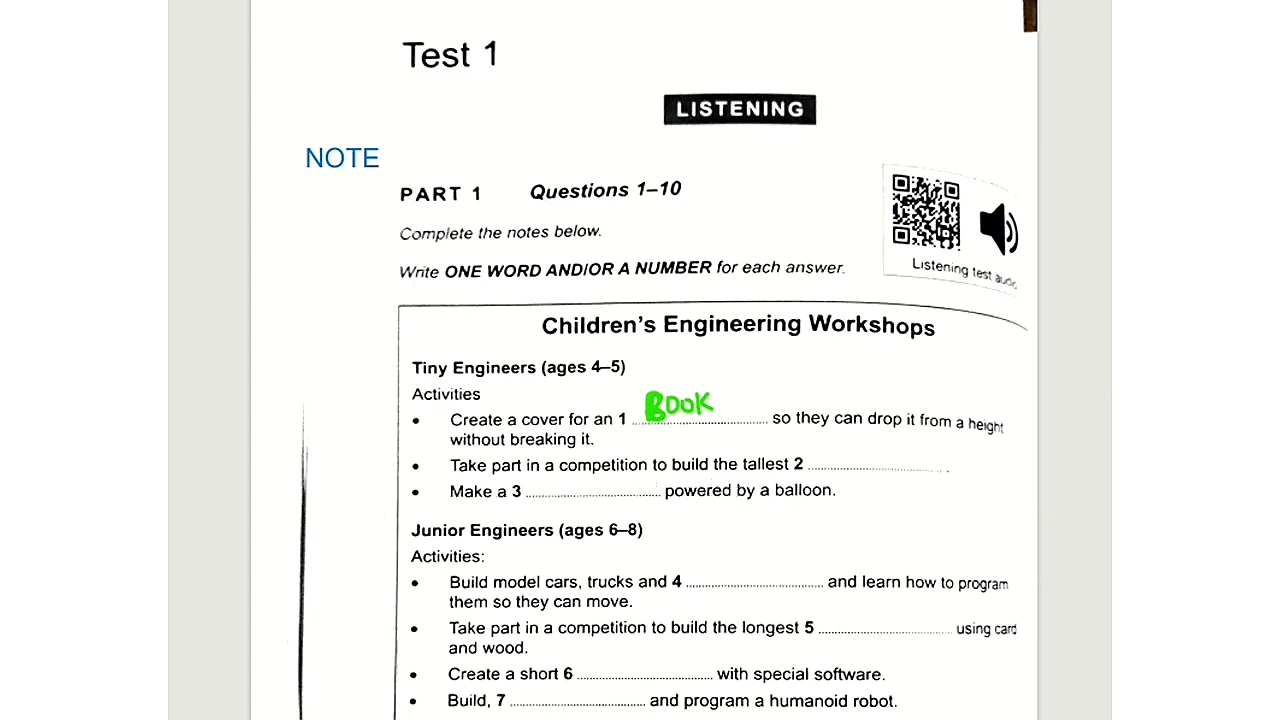 Test 1
LISTENING
NOTE
PART 1 Questions 1–10
Complete the notes below.
Write ONE WORD AND/OR A NUMBER for each answer.
Listening test
Children's Engineering Workshops
Tiny Engineers (ages 4–5)
Activities
• Create a cover for an 1 BOOK so they can drop it from a height
without breaking it.
• Take part in a competition to build the tallest 2 .............................. .
• Make a 3 .............................. powered by a balloon.
Junior Engineers (ages 6–8)
Activities:
• Build model cars, trucks and 4 .............................. and learn how to program
them so they can move.
• Take part in a competition to build the longest 5 .............................. using card
and wood.
• Create a short 6 .............................. with special software.
• Build, 7 .............................. and program a humanoid robot.